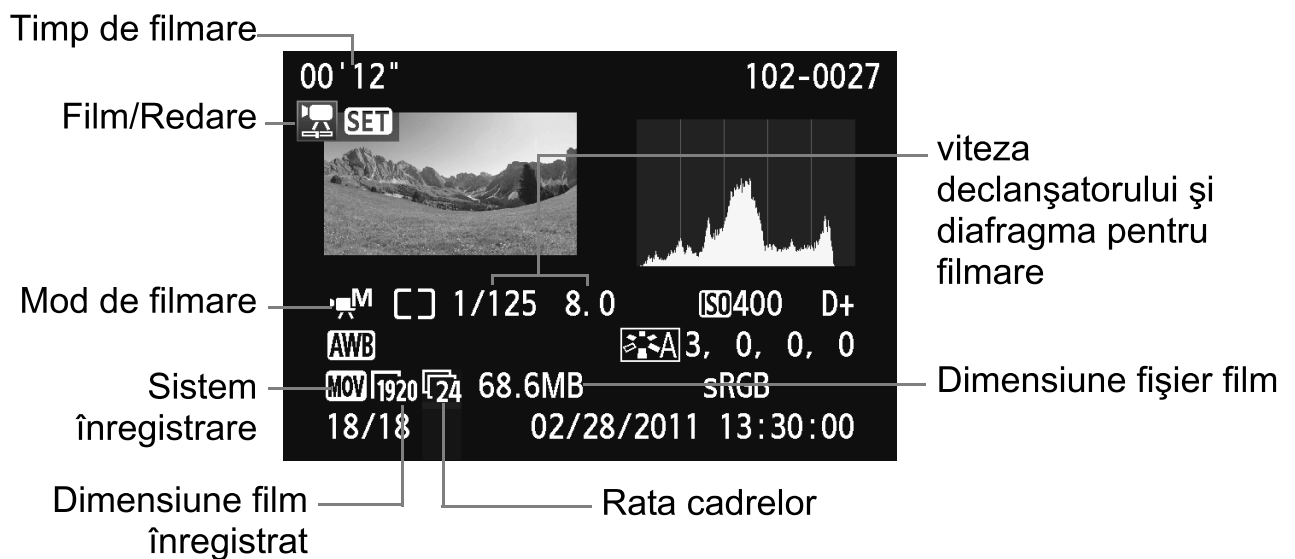 Timp de filmare
00'12" 102-0027
Film/Redare
SET
viteza
declanşatorului şi
diafragma pentru
filmare
Mod de filmare
M 1/125 8.0 ISO400 D+
AWB A 3, 0, 0, 0
Sistem
înregistrare
MOV 1920 24 68.6MB sRGB
Dimensiune fişier film
18/18 02/28/2011 13:30:00
Dimensiune film
înregistrat
Rata cadrelor